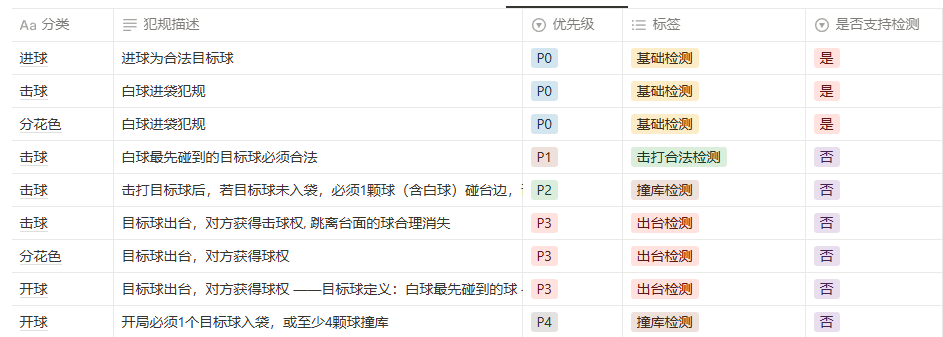 Aa 分类 犯规描述 优先级 标签 是否支持检测
进球 进球为合法目标球 P0 基础检测 是
击球 白球进袋犯规 P0 基础检测 是
分花色 白球进袋犯规 P0 基础检测 是
击球 白球最先碰到的目标球必须合法 P1 击打合法检测 否
击球 击打目标球后，若目标球未入袋，必须1颗球（含白球）碰台边， P2 撞库检测 否
击球 目标球出台，对方获得击球权, 跳离台面的球合理消失 P3 出台检测 否
分花色 目标球出台，对方获得球权 P3 出台检测 否
开球 目标球出台，对方获得球权 ——目标球定义：白球最先碰到的球 P3 出台检测 否
开球 开局必须1个目标球入袋，或至少4颗球撞库 P4 撞库检测 否